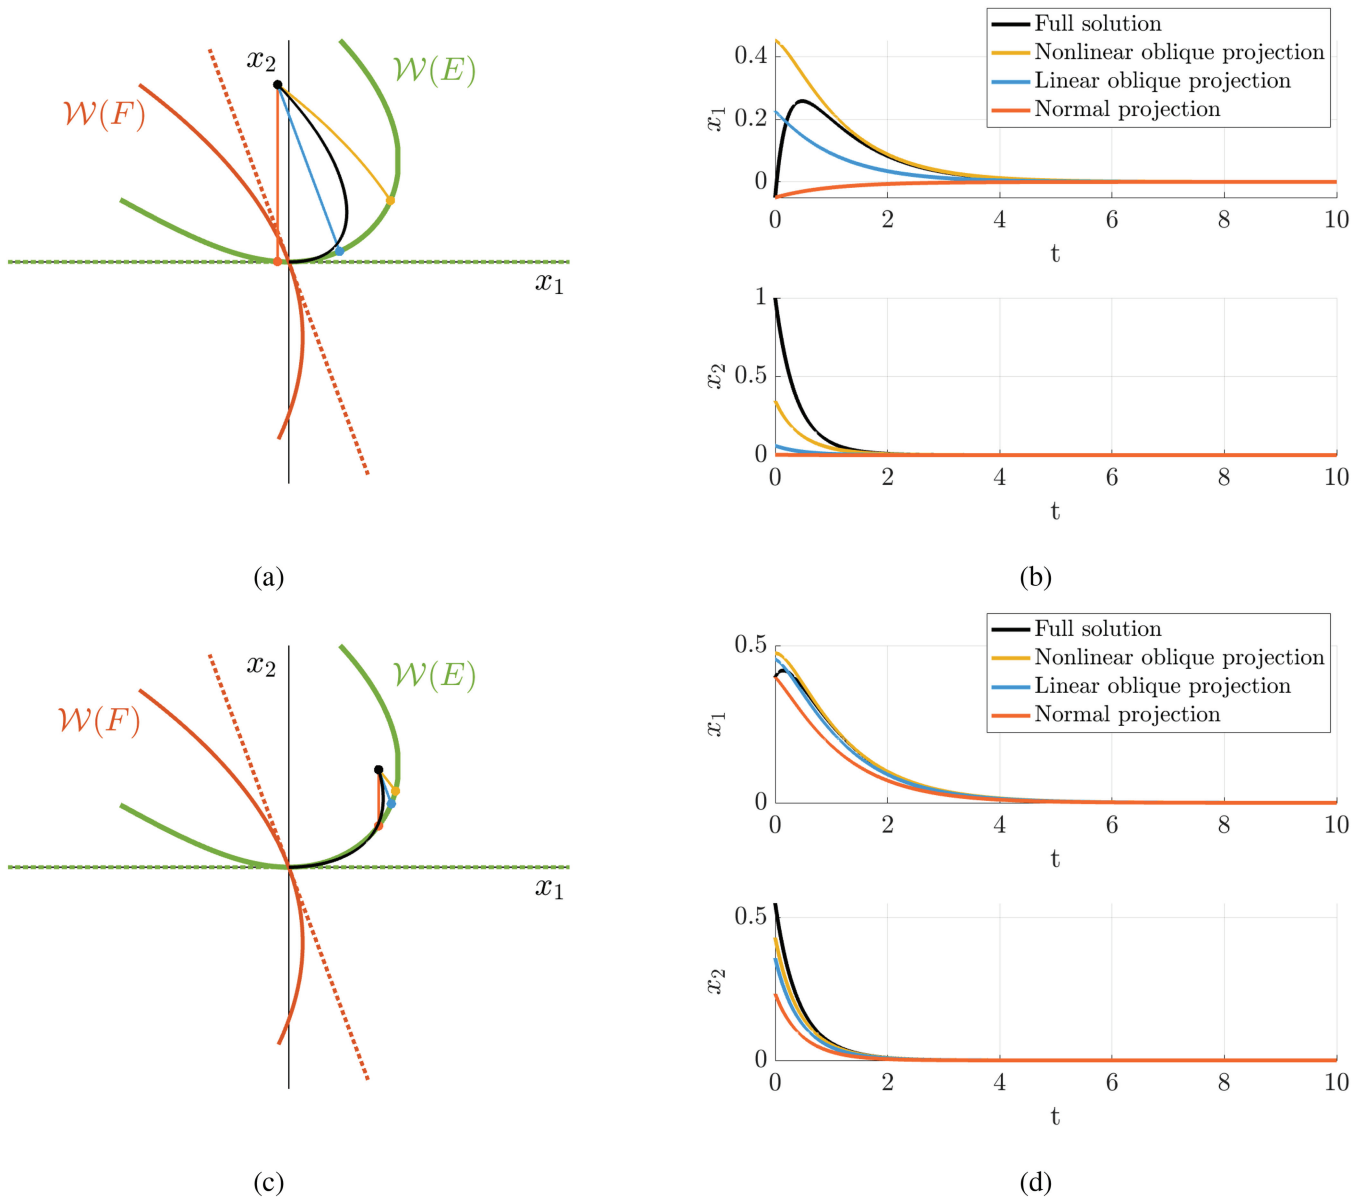 x₂
𝒲(E)
𝒲(F)
x₁
(a)
Full solution
Nonlinear oblique projection
Linear oblique projection
Normal projection
0.4
0.2
0
x₁
0 2 4 6 8 10
t
1
0.5
0
x₂
0 2 4 6 8 10
t
(b)
x₂
𝒲(E)
𝒲(F)
x₁
(c)
Full solution
Nonlinear oblique projection
Linear oblique projection
Normal projection
0.5
0
x₁
0 2 4 6 8 10
t
0.5
0
x₂
0 2 4 6 8 10
t
(d)